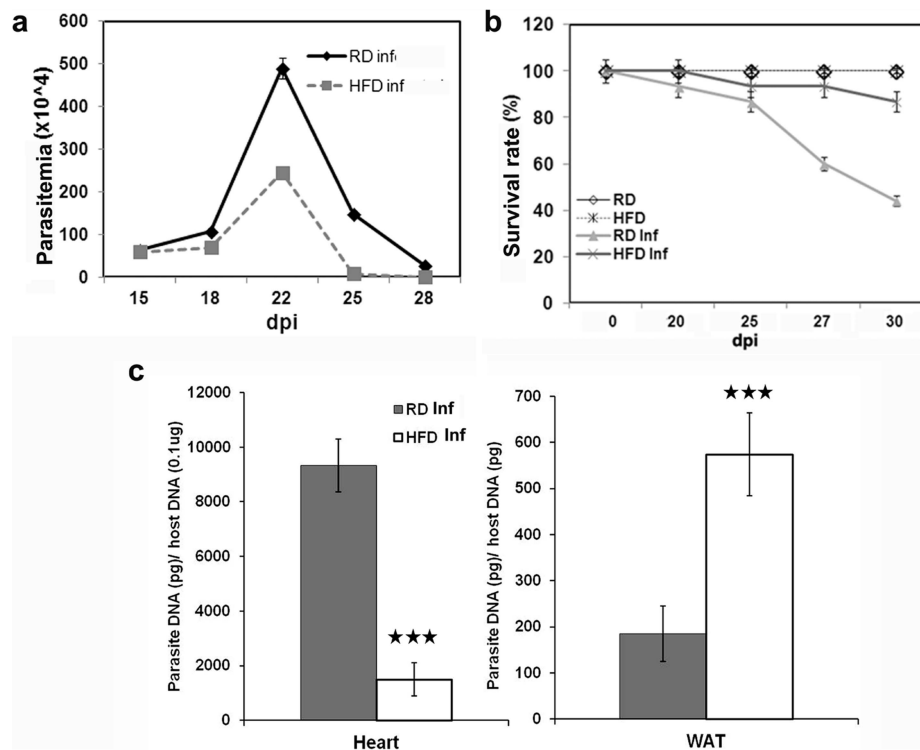 a
Parasitemia (x10^4)
600
500
400
300
200
100
0
15 18 22 25 28
dpi
RD inf
HFD inf
b
Survival rate (%)
120
100
80
60
40
20
0
0 20 25 27 30
dpi
RD
HFD
RD Inf
HFD Inf
c
Parasite DNA (pg)/ host DNA (0.1ug)
12000
10000
8000
6000
4000
2000
0
Heart
RD Inf
HFD Inf
★★★
Parasite DNA (pg)/ host DNA (pg)
700
600
500
400
300
200
100
0
WAT
★★★